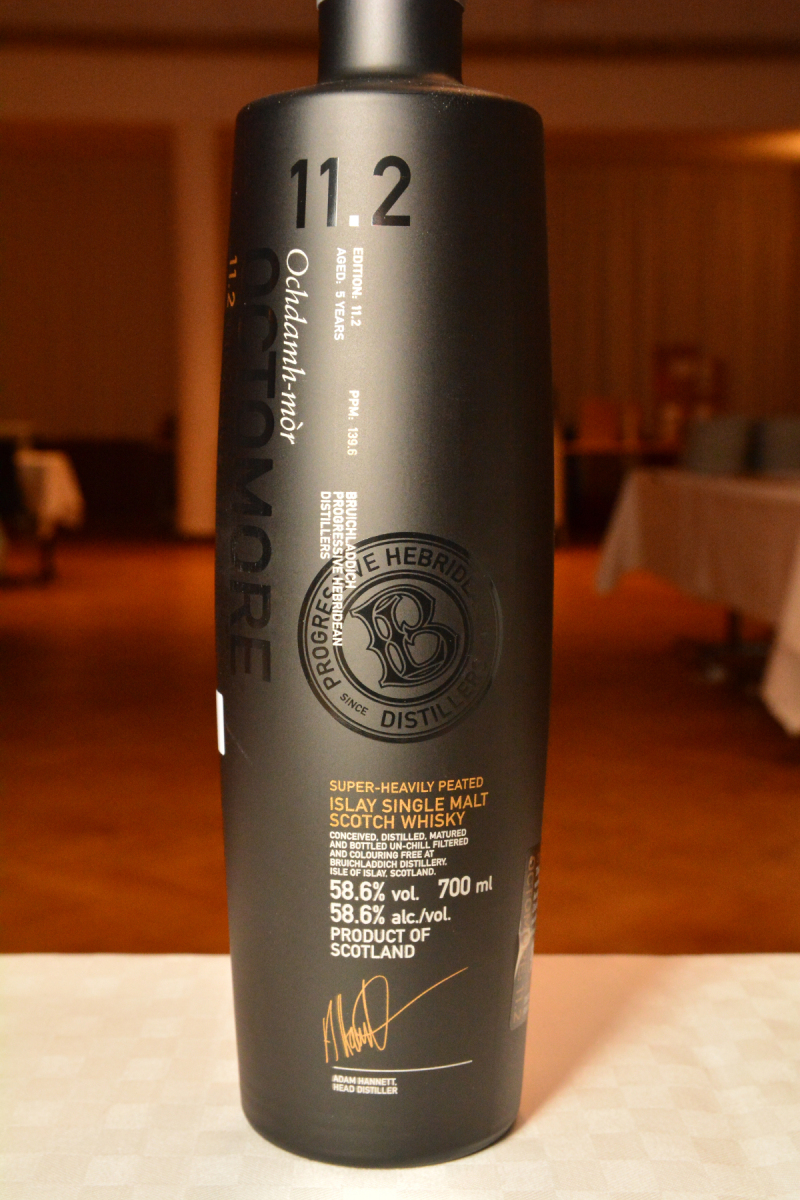 11.2
EDITION: 11.2
AGED: 5 YEARS
PPM: 139.6
Ochdamh-mòr
OCTOMORE
11.2
BRUICHLADDICH
PROGRESSIVE HEBRIDEAN
DISTILLERS
PROGRESSIVE HEBRIDE
DISTILLERS
SINCE
B
SUPER-HEAVILY PEATED
ISLAY SINGLE MALT
SCOTCH WHISKY
CONCEIVED, DISTILLED, MATURED
AND BOTTLED UN-CHILL FILTERED
AND COLOURING FREE AT
BRUICHLADDICH DISTILLERY,
ISLE OF ISLAY, SCOTLAND.
58.6% vol. 700 ml
58.6% alc./vol.
PRODUCT OF
SCOTLAND
ADAM HANNETT,
HEAD DISTILLER